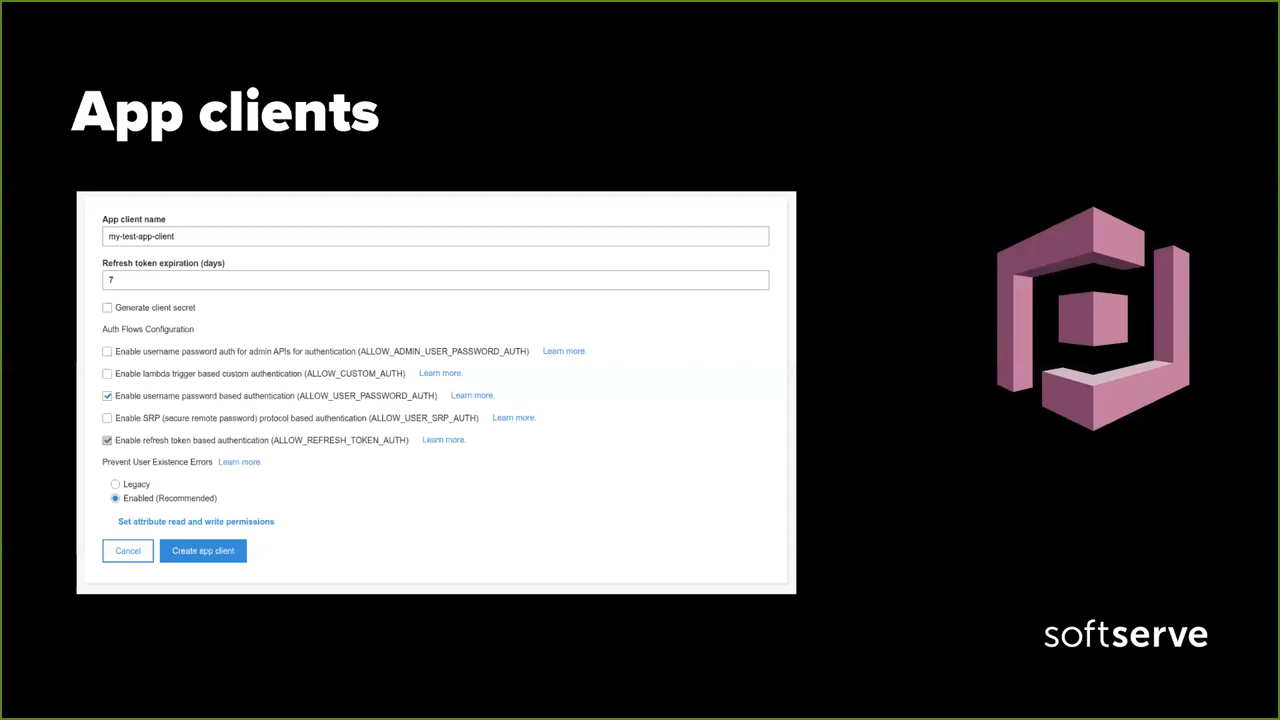 App clients
App client name
my-test-app-client
Refresh token expiration (days)
7
Generate client secret
Auth Flows Configuration
Enable username password auth for admin APIs for authentication (ALLOW_ADMIN_USER_PASSWORD_AUTH) Learn more.
Enable lambda trigger based custom authentication (ALLOW_CUSTOM_AUTH) Learn more.
Enable username password based authentication (ALLOW_USER_PASSWORD_AUTH) Learn more.
Enable SRP (secure remote password) protocol based authentication (ALLOW_USER_SRP_AUTH) Learn more.
Enable refresh token based authentication (ALLOW_REFRESH_TOKEN_AUTH) Learn more.
Prevent User Existence Errors Learn more.
Legacy
Enabled (Recommended)
Set attribute read and write permissions
Cancel Create app client
softserve